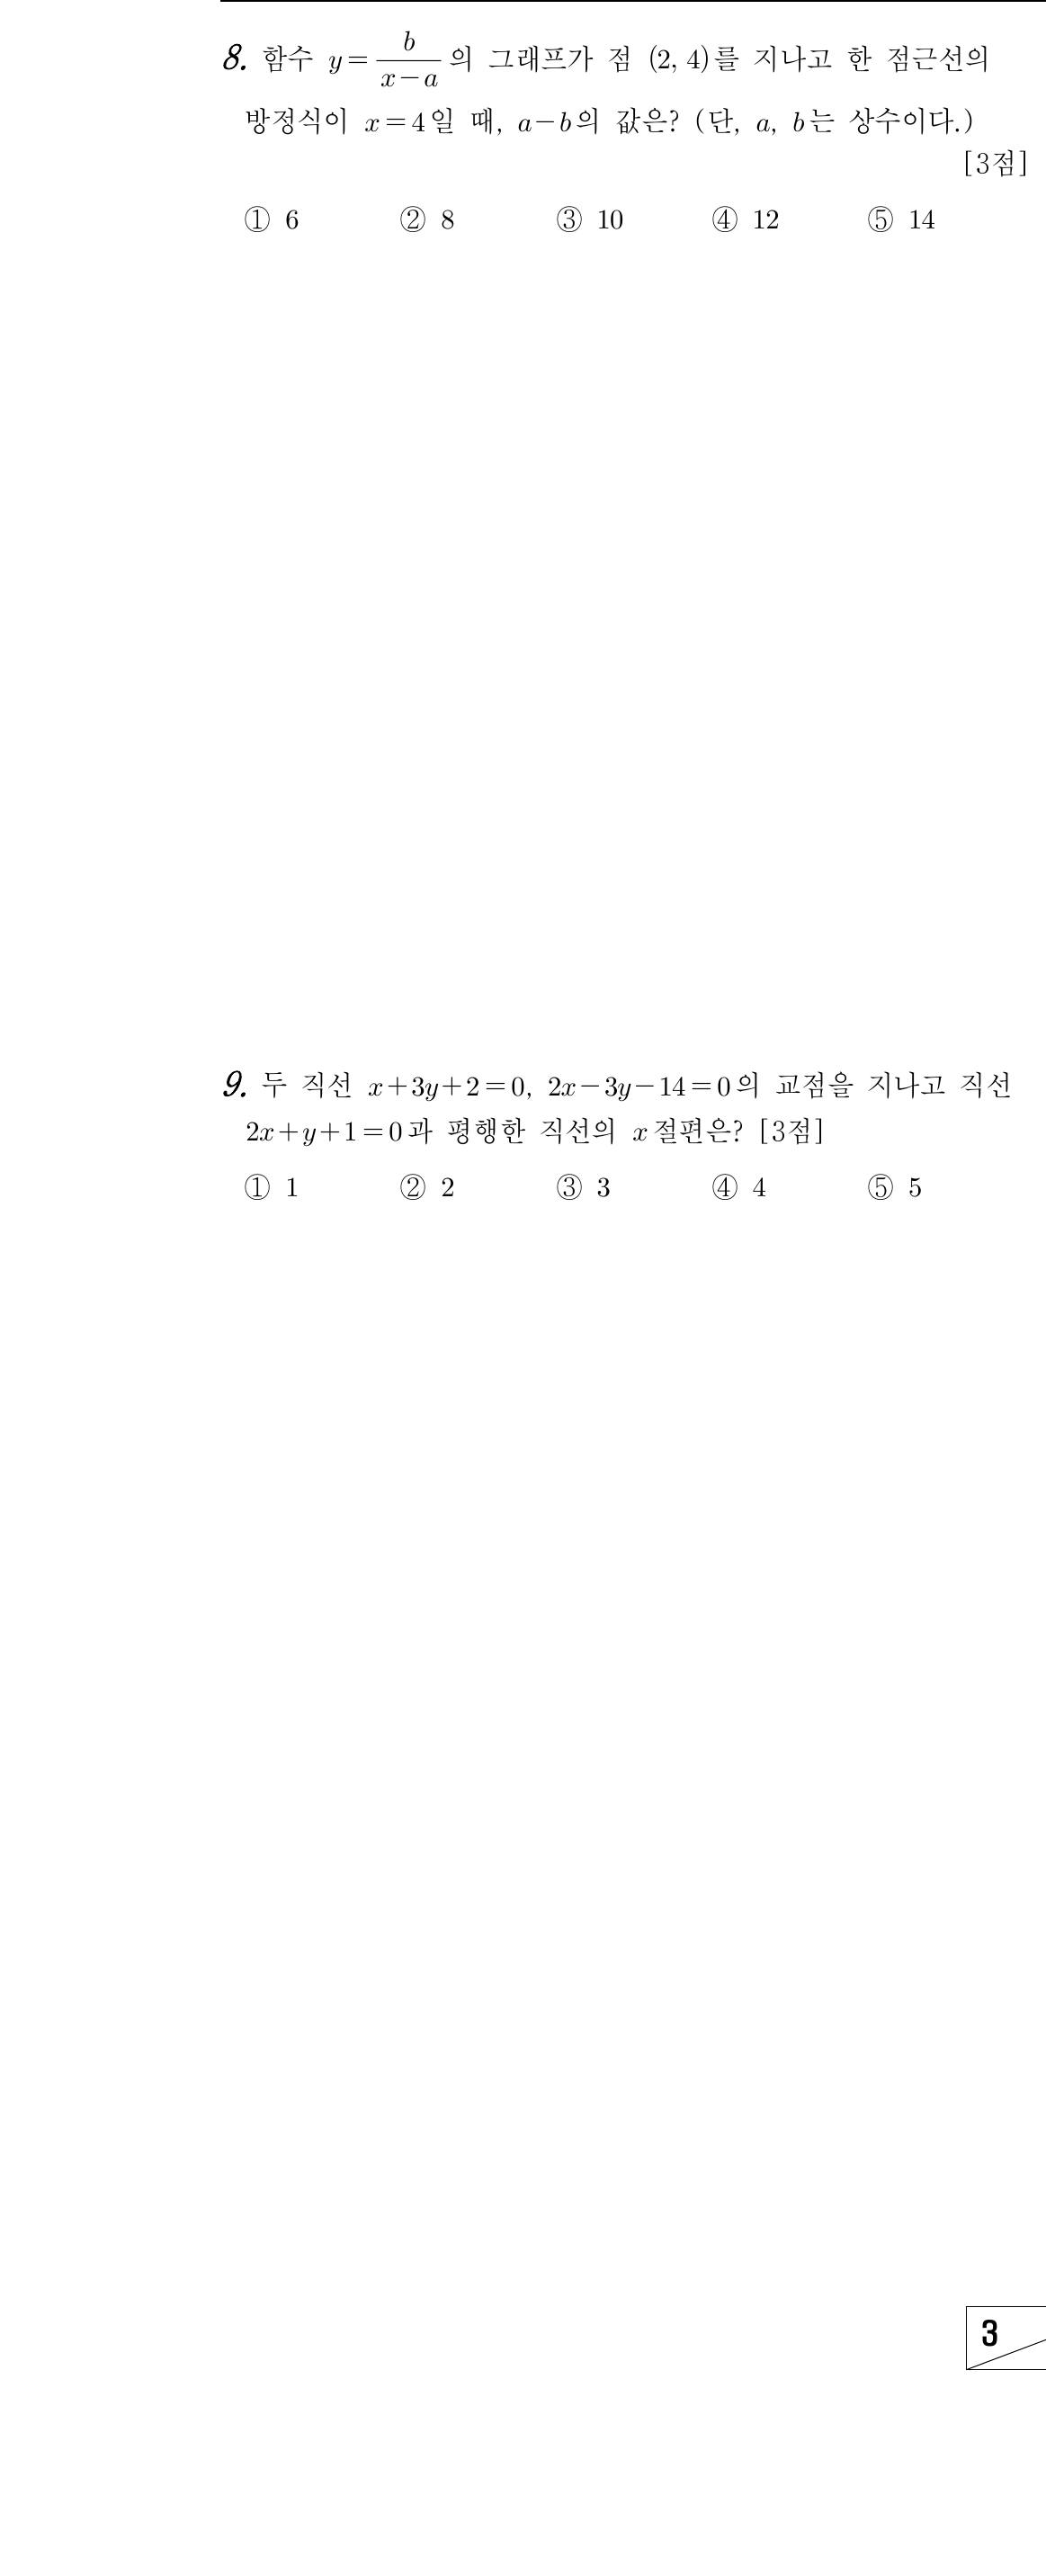 8. 함수 y = b/(x−a) 의 그래프가 점 (2, 4)를 지나고 한 점근선의
방정식이 x=4일 때, a−b의 값은? (단, a, b는 상수이다.)
[3점]
① 6 ② 8 ③ 10 ④ 12 ⑤ 14
9. 두 직선 x+3y+2=0, 2x−3y−14=0의 교점을 지나고 직선
2x+y+1=0과 평행한 직선의 x절편은? [3점]
① 1 ② 2 ③ 3 ④ 4 ⑤ 5
3